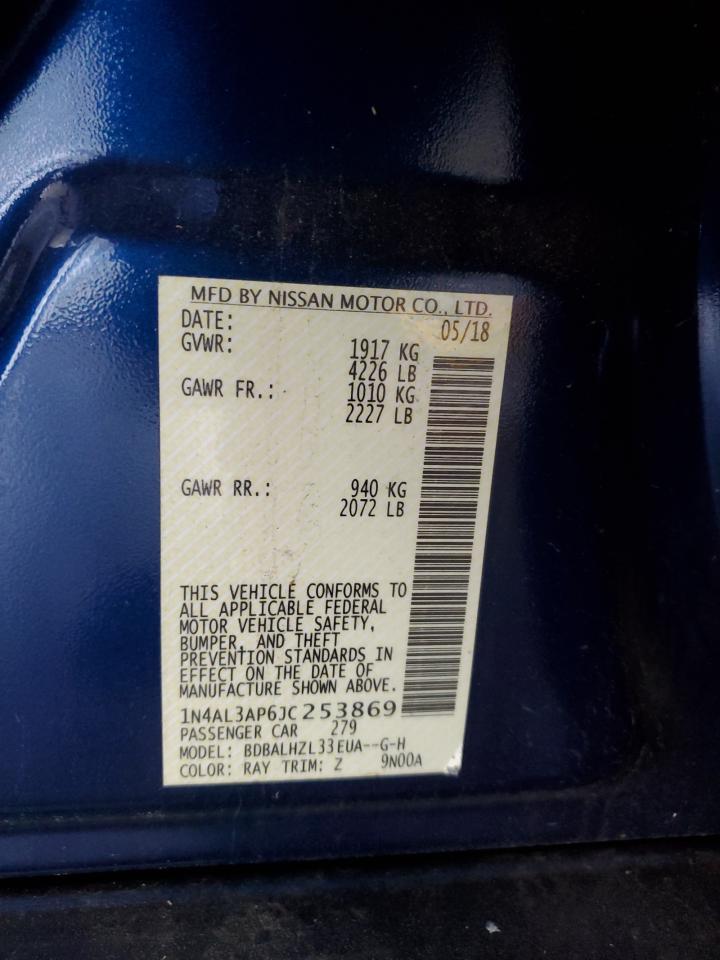 MFD BY NISSAN MOTOR CO., LTD.
DATE: 05/18
GVWR: 1917 KG
4226 LB
GAWR FR.: 1010 KG
2227 LB
GAWR RR.: 940 KG
2072 LB
THIS VEHICLE CONFORMS TO
ALL APPLICABLE FEDERAL
MOTOR VEHICLE SAFETY,
BUMPER, AND THEFT
PREVENTION STANDARDS IN
EFFECT ON THE DATE OF
MANUFACTURE SHOWN ABOVE.
1N4AL3AP6JC253869
PASSENGER CAR 279
MODEL: BDBALHZL33EUA--G-H
COLOR: RAY TRIM: Z 9N00A